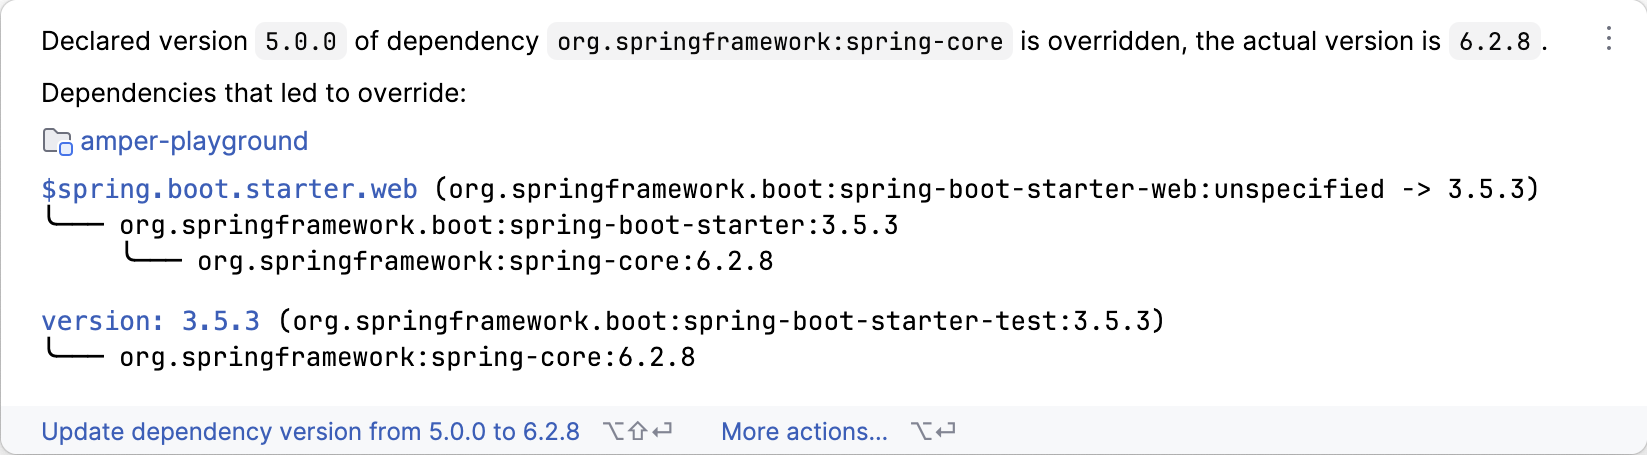 Declared version 5.0.0 of dependency org.springframework:spring-core is overridden, the actual version is 6.2.8.
Dependencies that led to override:
amper-playground
$spring.boot.starter.web (org.springframework.boot:spring-boot-starter-web:unspecified -> 3.5.3)
╰── org.springframework.boot:spring-boot-starter:3.5.3
╰── org.springframework:spring-core:6.2.8
version: 3.5.3 (org.springframework.boot:spring-boot-starter-test:3.5.3)
╰── org.springframework:spring-core:6.2.8
Update dependency version from 5.0.0 to 6.2.8 ⌥⇧⏎ More actions... ⌥⏎